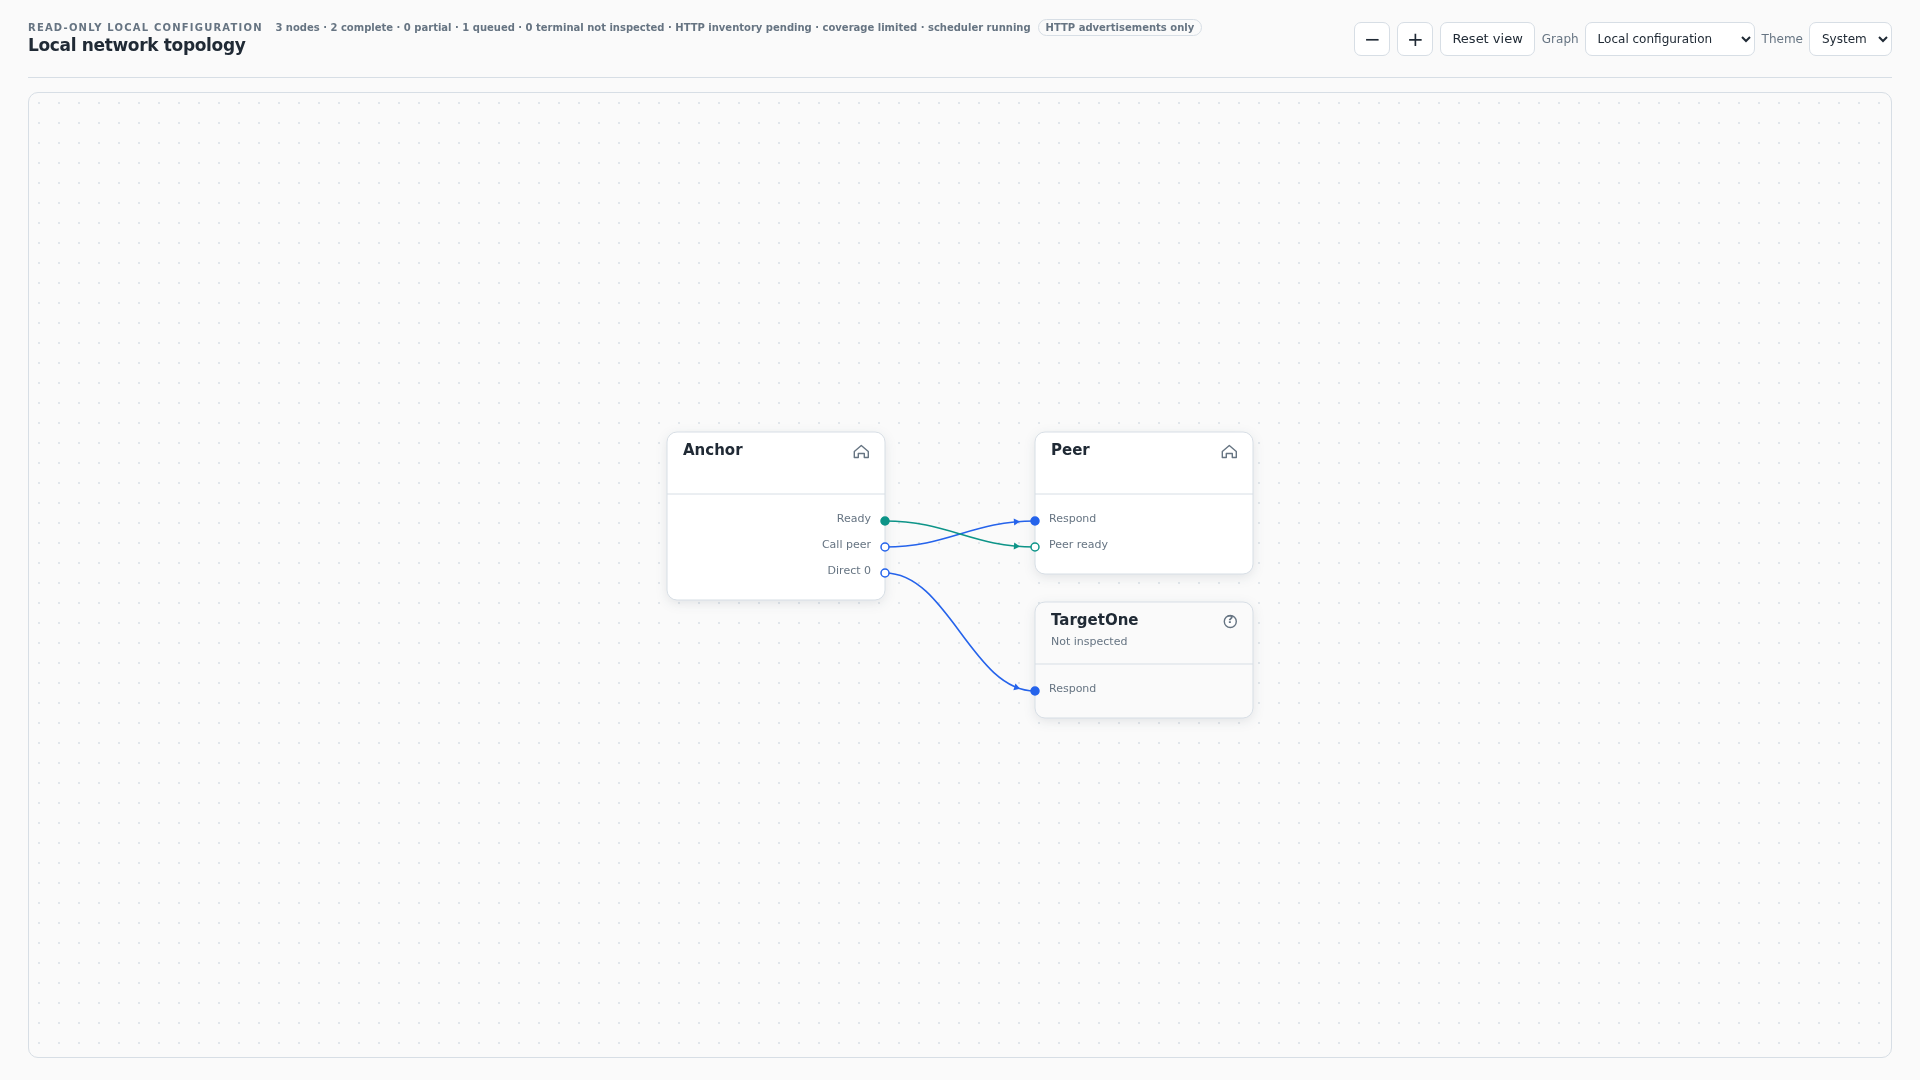 READ-ONLY LOCAL CONFIGURATION 3 nodes · 2 complete · 0 partial · 1 queued · 0 terminal not inspected · HTTP inventory pending · coverage limited · scheduler running HTTP advertisements only
Local network topology
− + Reset view Graph Local configuration Theme System
Anchor
Ready
Call peer
Direct 0
Peer
Respond
Peer ready
TargetOne ?
Not inspected
Respond